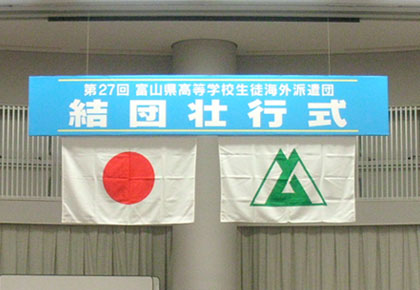 第27回 富山県高等学校生徒海外派遣団
結団壮行式